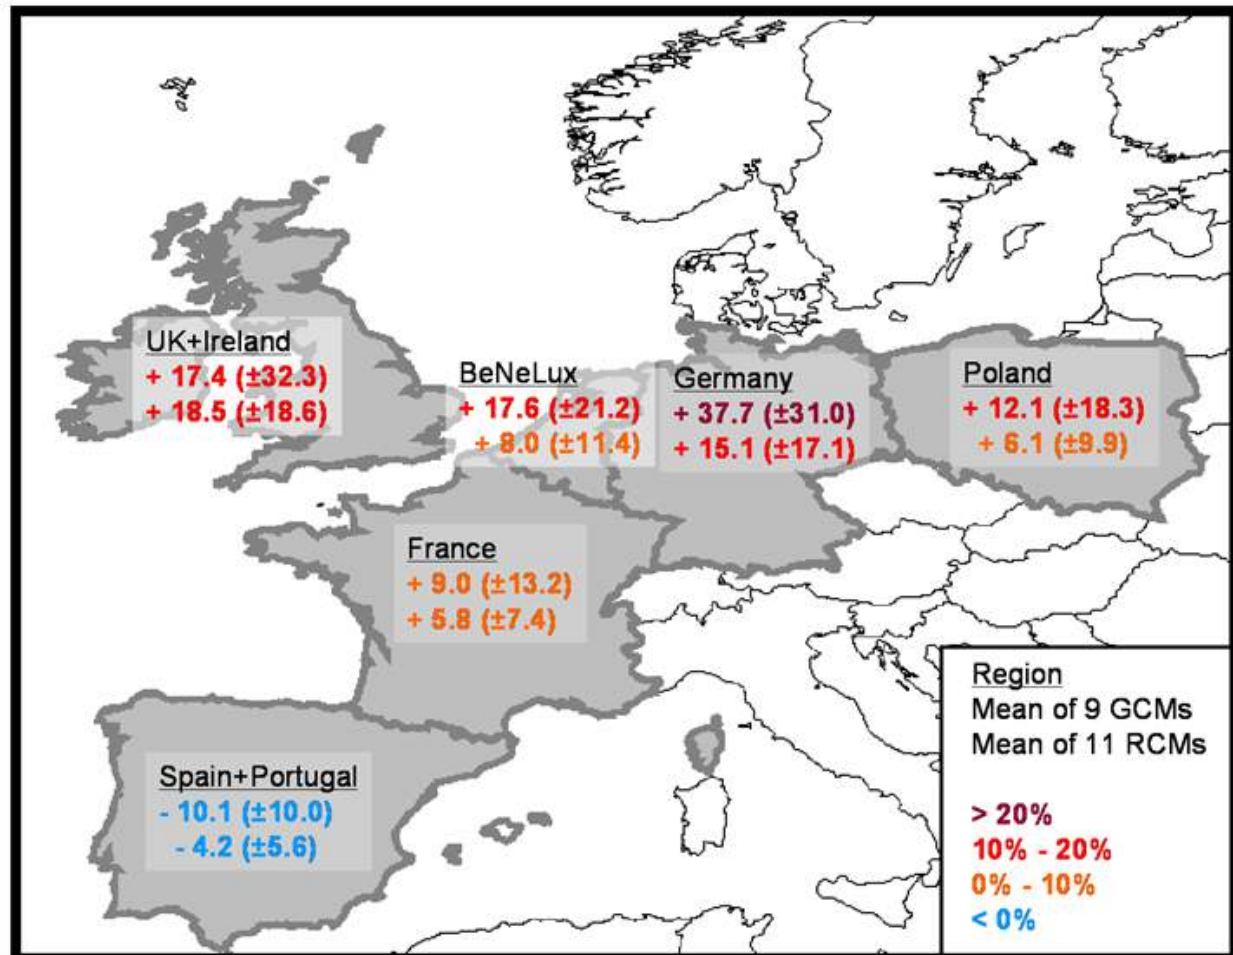 UK+Ireland
+ 17.4 (±32.3)
+ 18.5 (±18.6)
BeNeLux
+ 17.6 (±21.2)
+ 8.0 (±11.4)
Germany
+ 37.7 (±31.0)
+ 15.1 (±17.1)
Poland
+ 12.1 (±18.3)
+ 6.1 (±9.9)
France
+ 9.0 (±13.2)
+ 5.8 (±7.4)
Spain+Portugal
- 10.1 (±10.0)
- 4.2 (±5.6)
Region
Mean of 9 GCMs
Mean of 11 RCMs
> 20%
10% - 20%
0% - 10%
< 0%